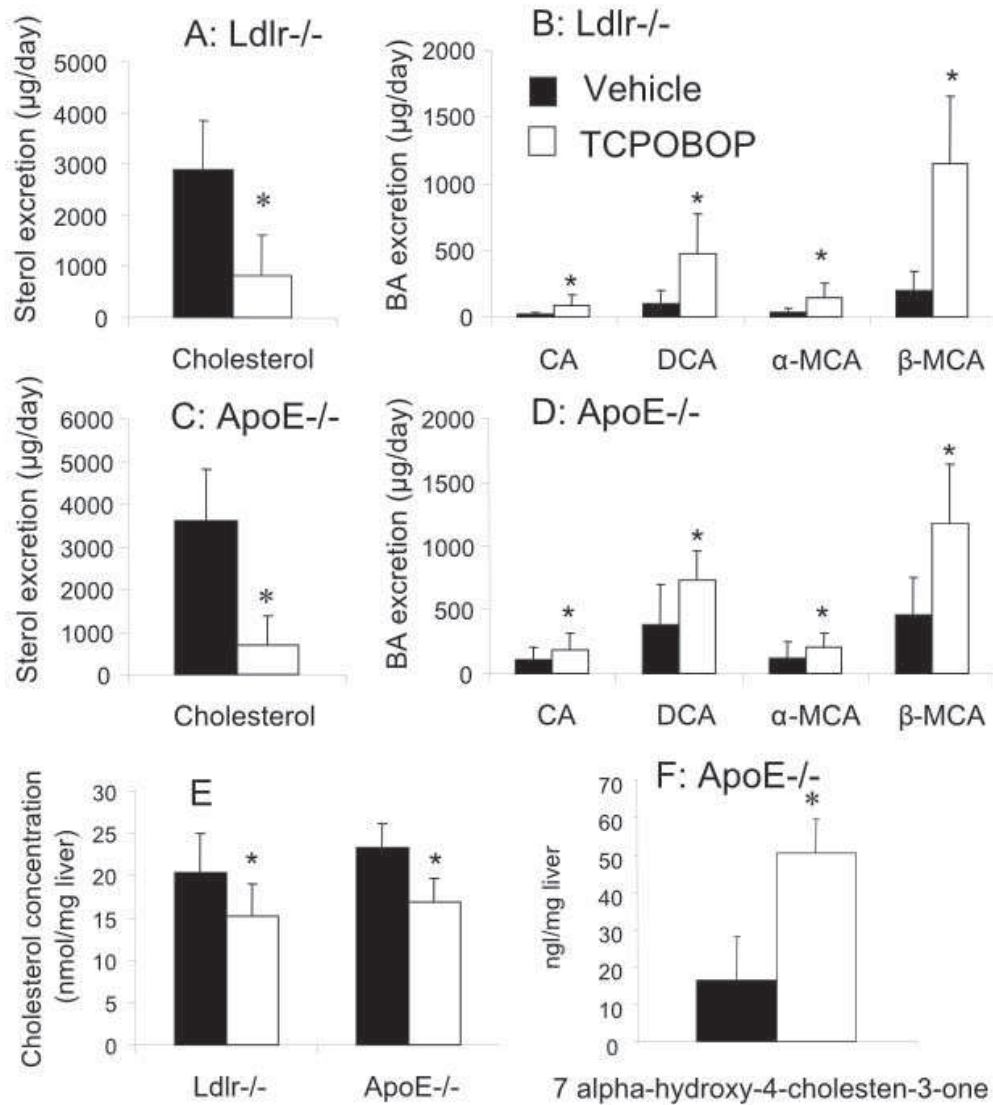 A: Ldlr-/-
Sterol excretion (µg/day)
5000
4000
3000
2000
1000
0
*
Cholesterol
B: Ldlr-/-
BA excretion (µg/day)
2000
1500
1000
500
0
Vehicle
TCPOBOP
* * * *
CA DCA α-MCA β-MCA
C: ApoE-/-
Sterol excretion (µg/day)
6000
5000
4000
3000
2000
1000
0
*
Cholesterol
D: ApoE-/-
BA excretion (µg/day)
2000
1500
1000
500
0
* * * *
CA DCA α-MCA β-MCA
E
Cholesterol concentration
(nmol/mg liver)
30
25
20
15
10
5
0
* *
Ldlr-/- ApoE-/-
F: ApoE-/-
ngl/mg liver
70
60
50
40
30
20
10
0
*
7 alpha-hydroxy-4-cholesten-3-one